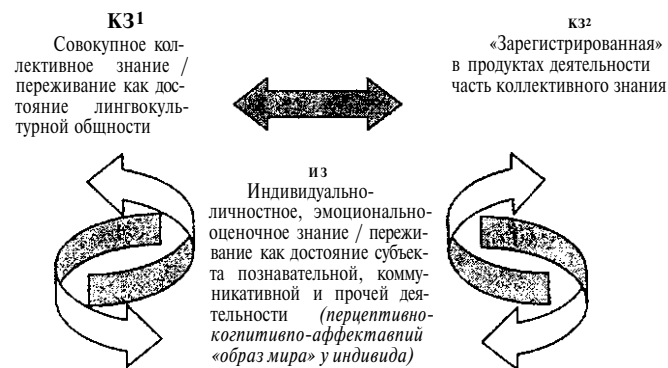 КЗ1
Совокупное кол-
лективное знание /
переживание как дос-
тояние лингвокуль-
турной общности
КЗ2
«Зарегистрированная»
в продуктах деятельности
часть коллективного знания
ИЗ
Индивидуально-
личностное, эмоционально-
оценочное знание / пережи-
вание как достояние субъек-
та познавательной, комму-
никативной и прочей дея-
тельности (перцептивно-
когпитивпо-аффектавпий
«образ мира» у индивида)